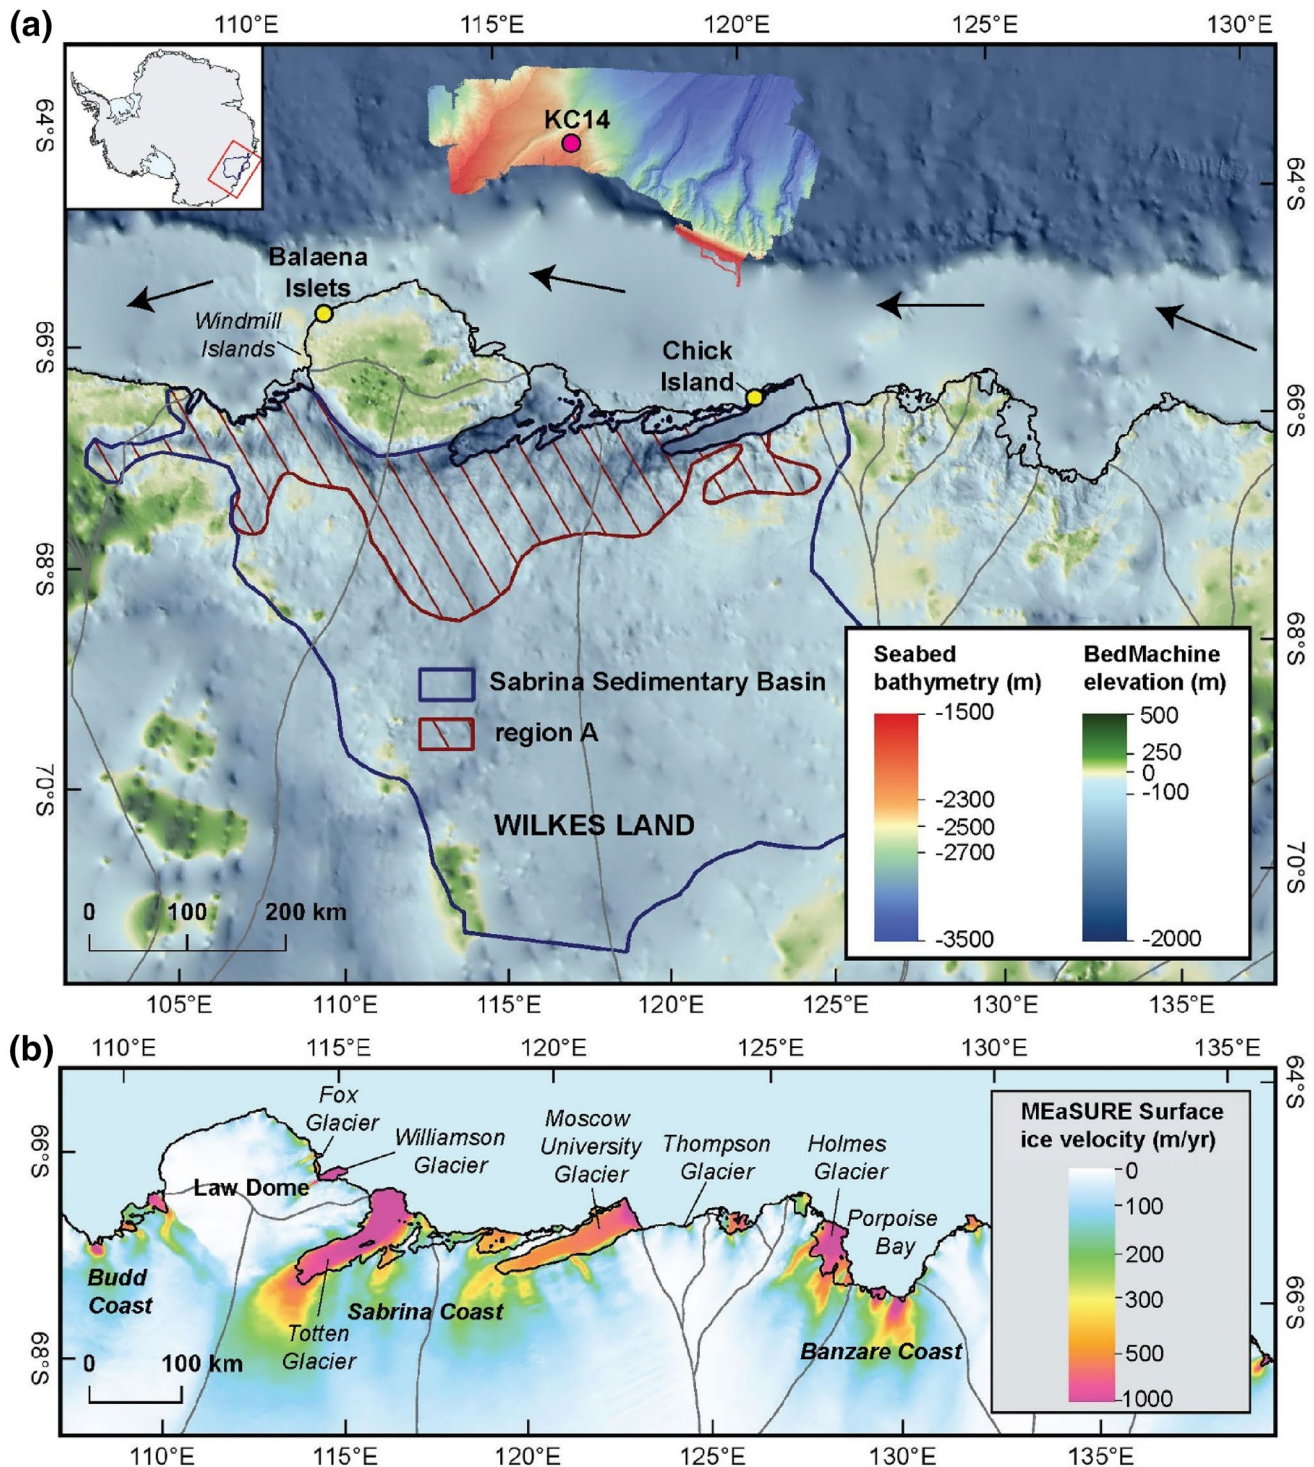 (a)
110°E 115°E 120°E 125°E 130°E
64°S
66°S
68°S
70°S
64°S
66°S
68°S
70°S
KC14
Balaena
Islets
Windmill
Islands
Chick
Island
Sabrina Sedimentary Basin
region A
WILKES LAND
0 100 200 km
Seabed
bathymetry (m)
-1500
-2300
-2500
-2700
-3500
BedMachine
elevation (m)
500
250
0
-100
-2000
105°E 110°E 115°E 120°E 125°E 130°E 135°E
(b)
110°E 115°E 120°E 125°E 130°E 135°E
66°S
68°S
64°S
66°S
Fox
Glacier
Williamson
Glacier
Moscow
University
Glacier
Thompson
Glacier
Holmes
Glacier
Law Dome
Porpoise
Bay
Budd
Coast
Sabrina Coast
Totten
Glacier
Banzare Coast
0 100 km
MEaSURE Surface
ice velocity (m/yr)
0
100
200
300
500
1000
110°E 115°E 120°E 125°E 130°E 135°E